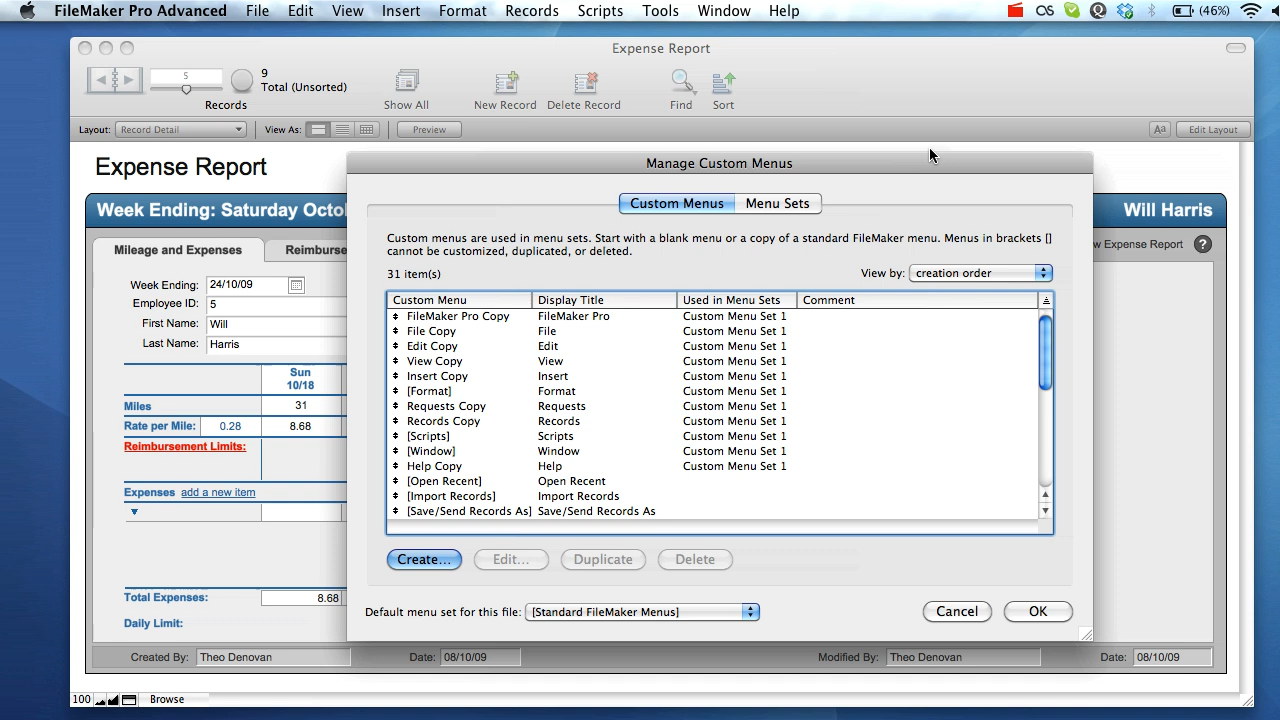 FileMaker Pro Advanced File Edit View Insert Format Records Scripts Tools Window Help (46%)
Expense Report
5
9
Total (Unsorted)
Records Show All New Record Delete Record Find Sort
Layout: Record Detail View As: Preview Aa Edit Layout
Expense Report
Week Ending: Saturday Octo Will Harris
Mileage and Expenses Reimburse w Expense Report ?
Week Ending: 24/10/09
Employee ID: 5
First Name: Will
Last Name: Harris
Sun
10/18
Miles 31
Rate per Mile: 0.28 8.68
Reimbursement Limits:
Expenses add a new item
Total Expenses: 8.68
Daily Limit:
Created By: Theo Denovan Date: 08/10/09 Modified By: Theo Denovan Date: 08/10/09
100 Browse
Manage Custom Menus
Custom Menus Menu Sets
Custom menus are used in menu sets. Start with a blank menu or a copy of a standard FileMaker menu. Menus in brackets []
cannot be customized, duplicated, or deleted.
31 item(s) View by: creation order
Custom Menu Display Title Used in Menu Sets Comment
FileMaker Pro Copy FileMaker Pro Custom Menu Set 1
File Copy File Custom Menu Set 1
Edit Copy Edit Custom Menu Set 1
View Copy View Custom Menu Set 1
Insert Copy Insert Custom Menu Set 1
[Format] Format Custom Menu Set 1
Requests Copy Requests Custom Menu Set 1
Records Copy Records Custom Menu Set 1
[Scripts] Scripts Custom Menu Set 1
[Window] Window Custom Menu Set 1
Help Copy Help Custom Menu Set 1
[Open Recent] Open Recent
[Import Records] Import Records
[Save/Send Records As] Save/Send Records As
Create... Edit... Duplicate Delete
Default menu set for this file: [Standard FileMaker Menus] Cancel OK